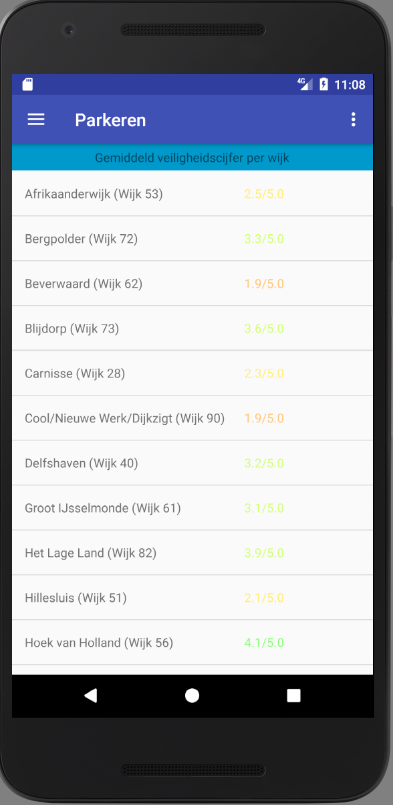 4G 11:08
Parkeren
Gemiddeld veiligheidscijfer per wijk
Afrikaanderwijk (Wijk 53) 2.5/5.0
Bergpolder (Wijk 72) 3.3/5.0
Beverwaard (Wijk 62) 1.9/5.0
Blijdorp (Wijk 73) 3.6/5.0
Carnisse (Wijk 28) 2.3/5.0
Cool/Nieuwe Werk/Dijkzigt (Wijk 90) 1.9/5.0
Delfshaven (Wijk 40) 3.2/5.0
Groot IJsselmonde (Wijk 61) 3.1/5.0
Het Lage Land (Wijk 82) 3.9/5.0
Hillesluis (Wijk 51) 2.1/5.0
Hoek van Holland (Wijk 56) 4.1/5.0